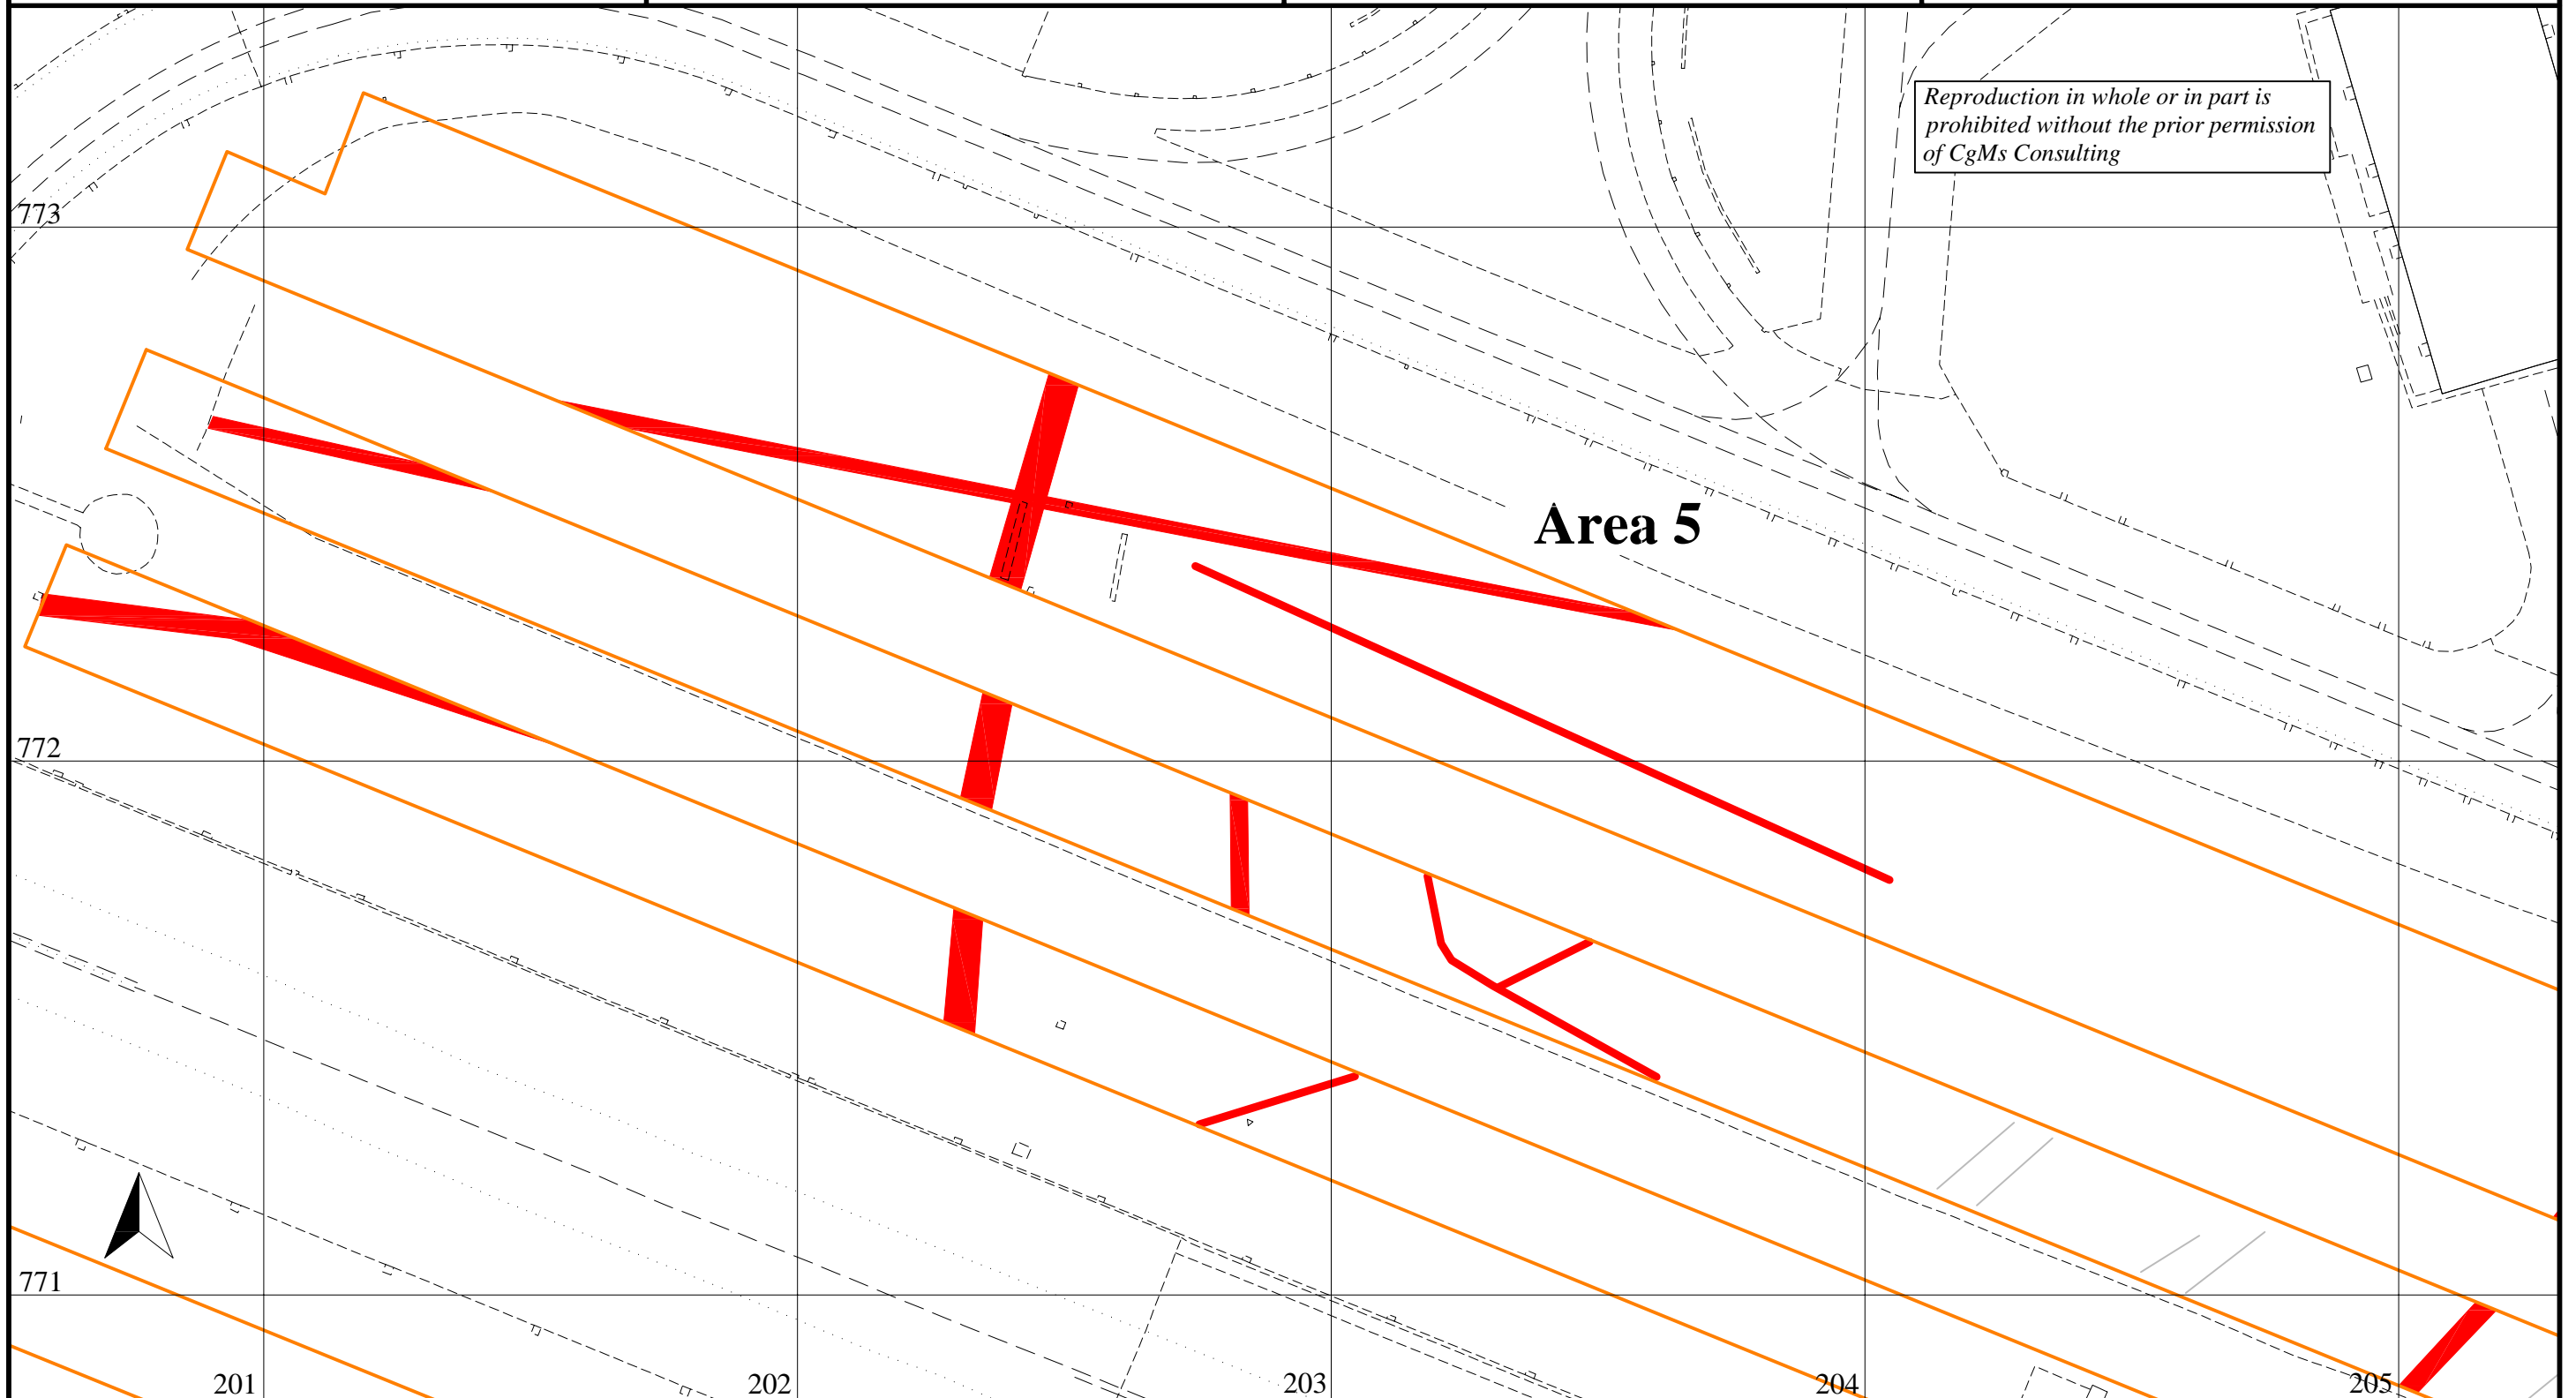 Reproduction in whole or in part is
prohibited without the prior permission
of CgMs Consulting
773
Area 5
772
771
201
202
203
204
205